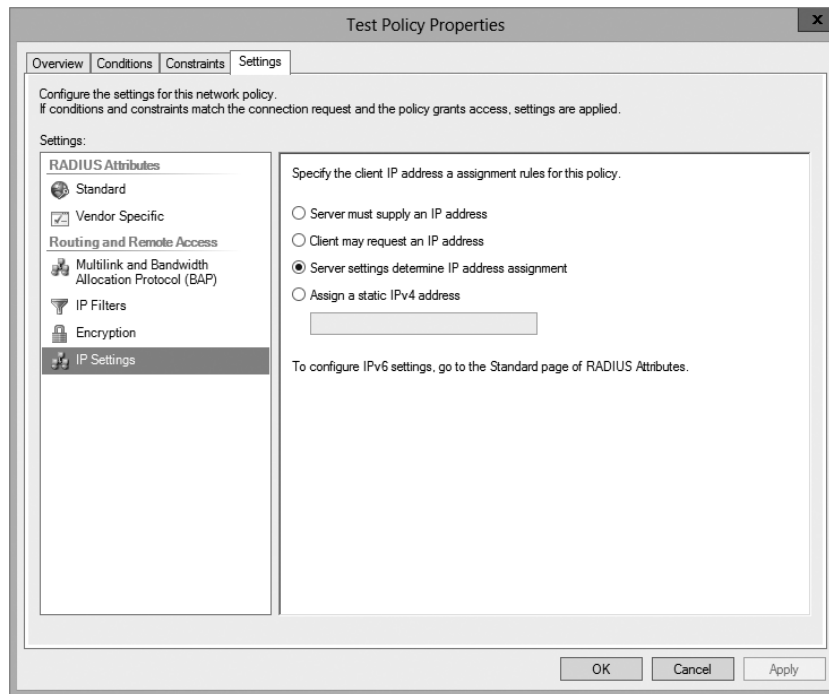 Test Policy Properties
x
Overview
Conditions
Constraints
Settings
Configure the settings for this network policy.
If conditions and constraints match the connection request and the policy grants access, settings are applied.
Settings:
RADIUS Attributes
Standard
Vendor Specific
Routing and Remote Access
Multilink and Bandwidth
Allocation Protocol (BAP)
IP Filters
Encryption
IP Settings
Specify the client IP address a assignment rules for this policy.
Server must supply an IP address
Client may request an IP address
Server settings determine IP address assignment
Assign a static IPv4 address
To configure IPv6 settings, go to the Standard page of RADIUS Attributes.
OK
Cancel
Apply